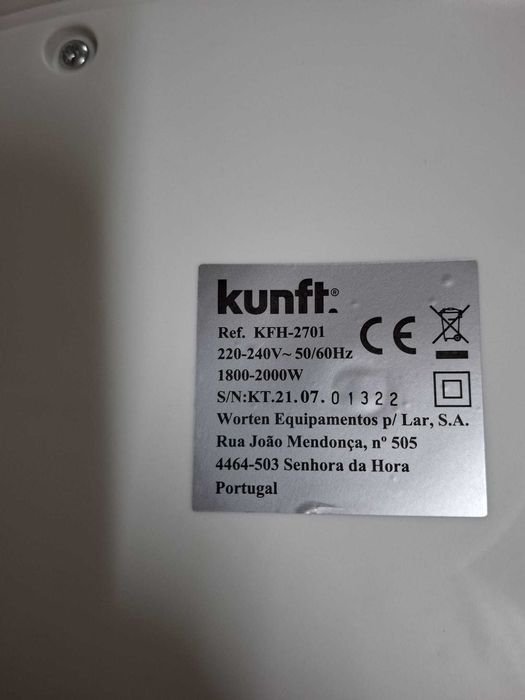 kunft.®
Ref. KFH-2701
220-240V~ 50/60Hz
1800-2000W
S/N:KT.21.07. 01322
Worten Equipamentos p/ Lar, S.A.
Rua João Mendonça, nº 505
4464-503 Senhora da Hora
Portugal
CE